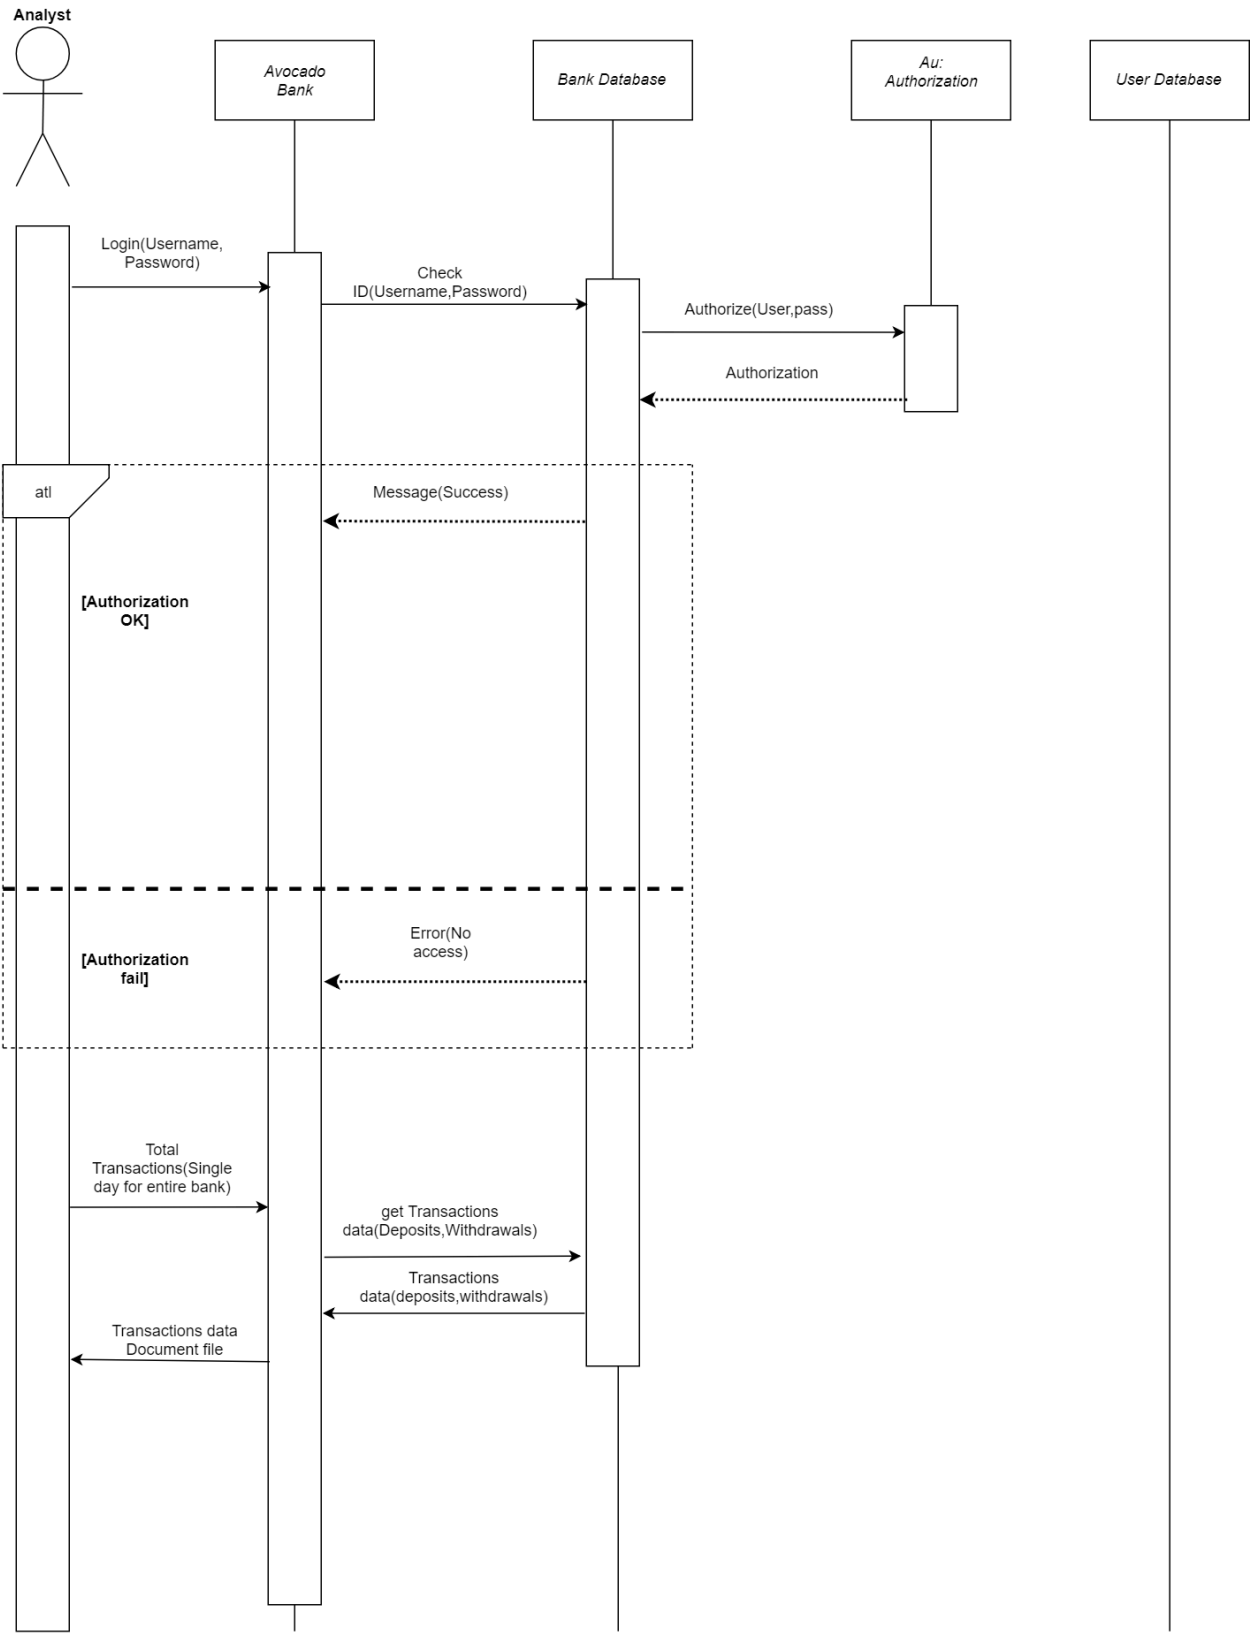 Analyst
Avocado
Bank
Bank Database
Au:
Authorization
User Database
Login(Username,
Password)
Check
ID(Username,Password)
Authorize(User,pass)
Authorization
atl
Message(Success)
[Authorization
OK]
Error(No
access)
[Authorization
fail]
Total
Transactions(Single
day for entire bank)
get Transactions
data(Deposits,Withdrawals)
Transactions
data(deposits,withdrawals)
Transactions data
Document file